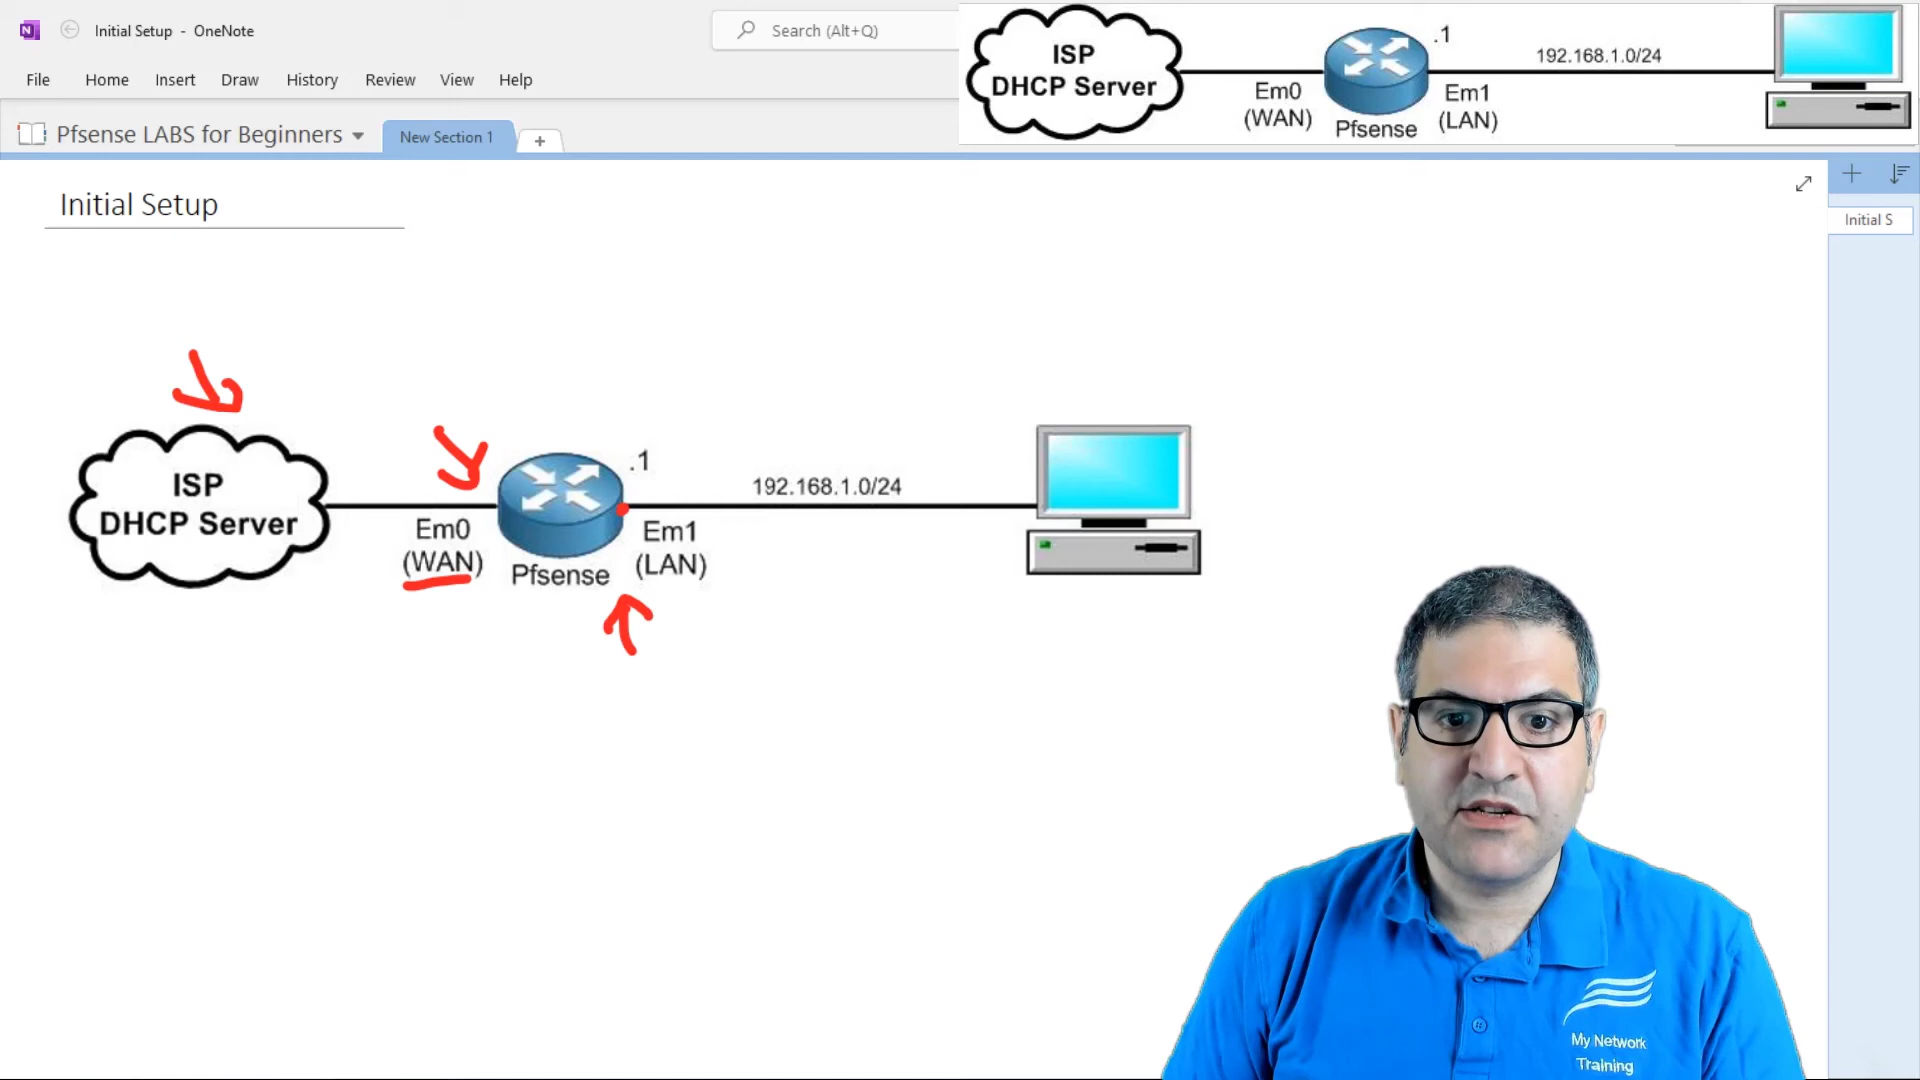 Initial Setup - OneNote
Search (Alt+Q)
File Home Insert Draw History Review View Help
Pfsense LABS for Beginners
New Section 1
ISP
DHCP Server
Em0
(WAN)
Pfsense
.1
Em1
(LAN)
192.168.1.0/24
Initial S
Initial Setup
ISP
DHCP Server
Em0
(WAN)
Pfsense
.1
Em1
(LAN)
192.168.1.0/24
My Network
Training